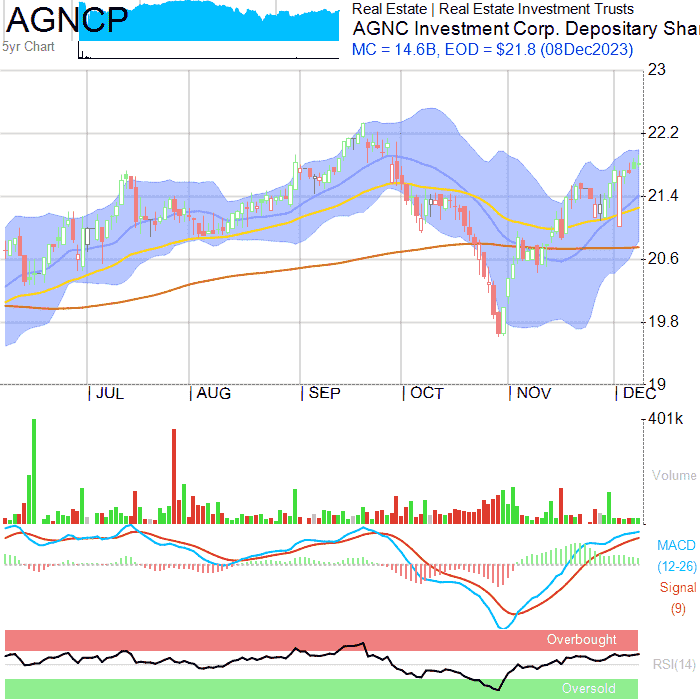 AGNCP
5yr Chart
Real Estate | Real Estate Investment Trusts
AGNC Investment Corp. Depositary Shar
MC = 14.6B, EOD = $21.8 (08Dec2023)
23
22.2
21.4
20.6
19.8
19
JUL
AUG
SEP
OCT
NOV
DEC
401k
Volume
MACD
(12-26)
Signal
(9)
Overbought
RSI(14)
Oversold